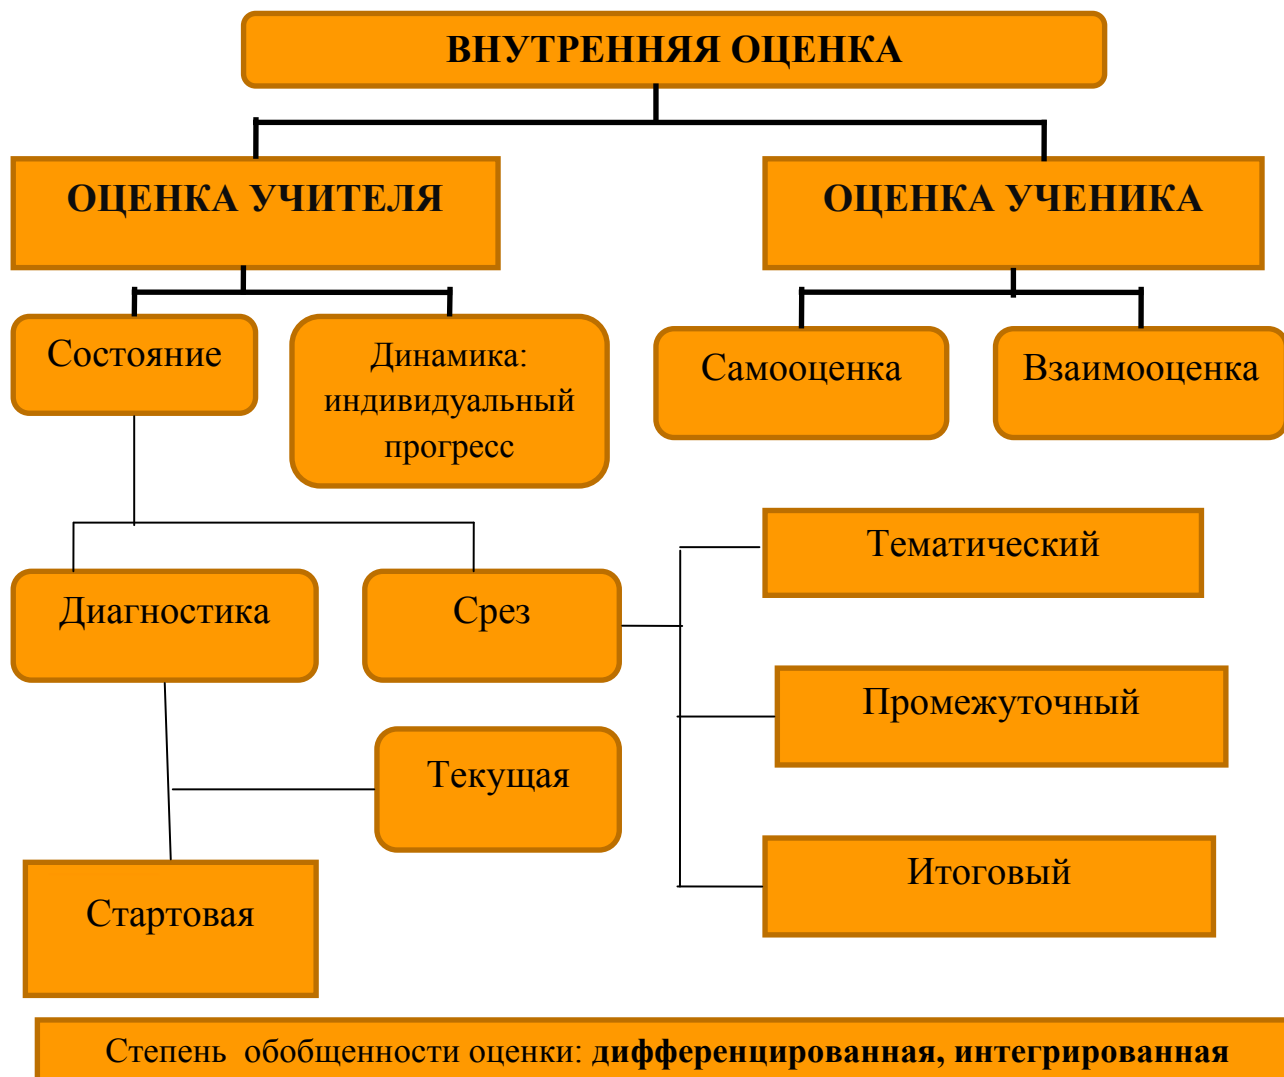 ВНУТРЕННЯЯ ОЦЕНКА
ОЦЕНКА УЧИТЕЛЯ
ОЦЕНКА УЧЕНИКА
Состояние
Динамика:
индивидуальный
прогресс
Самооценка
Взаимооценка
Диагностика
Срез
Тематический
Промежуточный
Текущая
Итоговый
Стартовая
Степень обобщенности оценки: дифференцированная, интегрированная